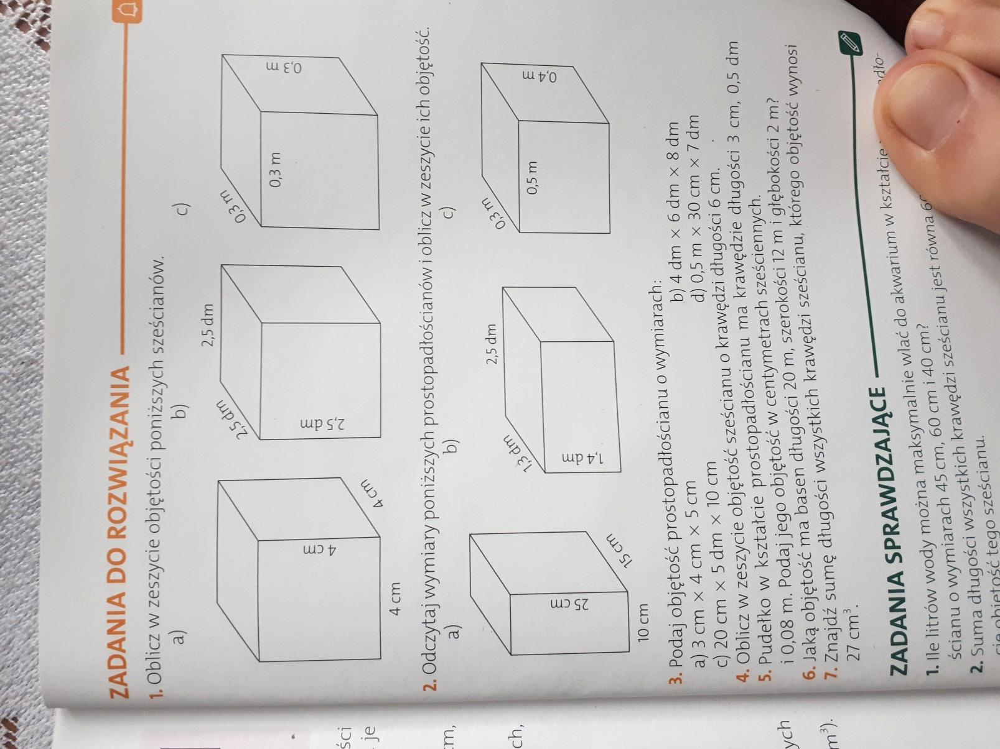 ZADANIA DO ROZWIĄZANIA
1. Oblicz w zeszycie objętości poniższych sześcianów.
a) b) c)
4 cm
4 cm
4 cm
2,5 dm
2,5 dm
2,5 dm
0,3 m
0,3 m
0,3 m
2. Odczytaj wymiary poniższych prostopadłościanów i oblicz w zeszycie ich objętość.
a) b) c)
25 cm
15 cm
10 cm
2,5 dm
1,3 dm
1,4 dm
0,3 m
0,5 m
0,4 m
3. Podaj objętość prostopadłościanu o wymiarach:
a) 3 cm × 4 cm × 5 cm b) 4 dm × 6 dm × 8 dm
c) 20 cm × 5 dm × 10 cm d) 0,5 m × 30 cm × 7 dm
4. Oblicz w zeszycie objętość sześcianu o krawędzi długości 6 cm.
5. Pudełko w kształcie prostopadłościanu ma krawędzie długości 3 cm, 0,5 dm
i 0,08 m. Podaj jego objętość w centymetrach sześciennych.
6. Jaką objętość ma basen długości 20 m, szerokości 12 m i głębokości 2 m?
7. Znajdź sumę długości wszystkich krawędzi sześcianu, którego objętość wynosi
27 cm³.
ZADANIA SPRAWDZAJĄCE
1. Ile litrów wody można maksymalnie wlać do akwarium w kształcie adło-
ścianu o wymiarach 45 cm, 60 cm i 40 cm?
2. Suma długości wszystkich krawędzi sześcianu jest równa
objętość tego sześcianu.
ści
je
cm,
ch,
ych
m³).